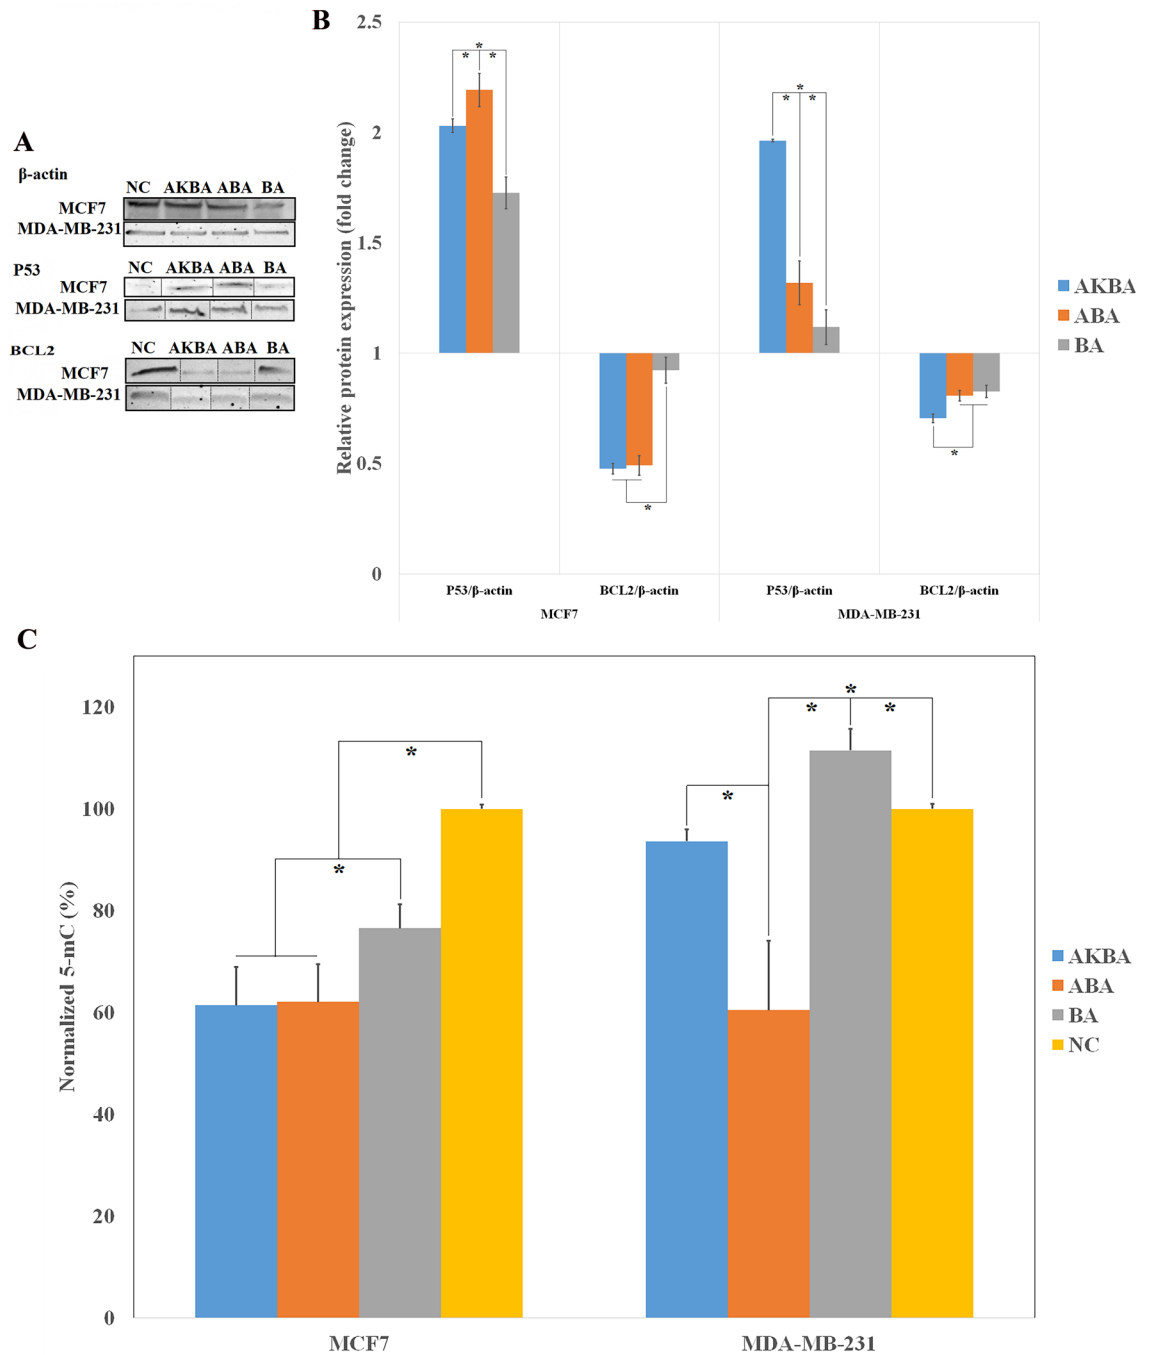 A
β-actin
NC AKBA ABA BA
MCF7
MDA-MB-231
P53
NC AKBA ABA BA
MCF7
MDA-MB-231
BCL2
NC AKBA ABA BA
MCF7
MDA-MB-231
B
Relative protein expression (fold change)
2.5
2
1.5
1
0.5
0
* * *
* * *
*
*
P53/β-actin BCL2/β-actin P53/β-actin BCL2/β-actin
MCF7 MDA-MB-231
AKBA
ABA
BA
C
Normalized 5-mC (%)
120
100
80
60
40
20
0
*
* *
*
*
*
MCF7 MDA-MB-231
AKBA
ABA
BA
NC